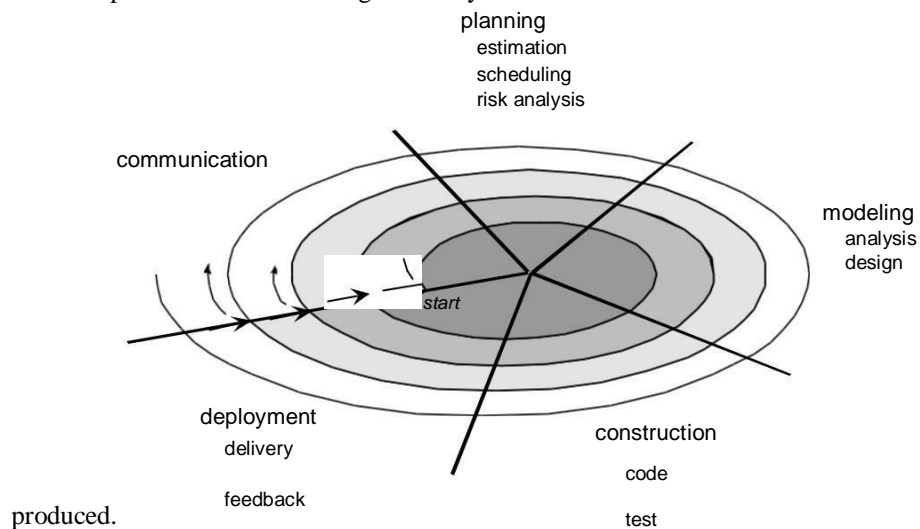 planning
estimation
scheduling
risk analysis
communication
modeling
analysis
design
start
deployment
delivery
feedback
construction
code
test
produced.